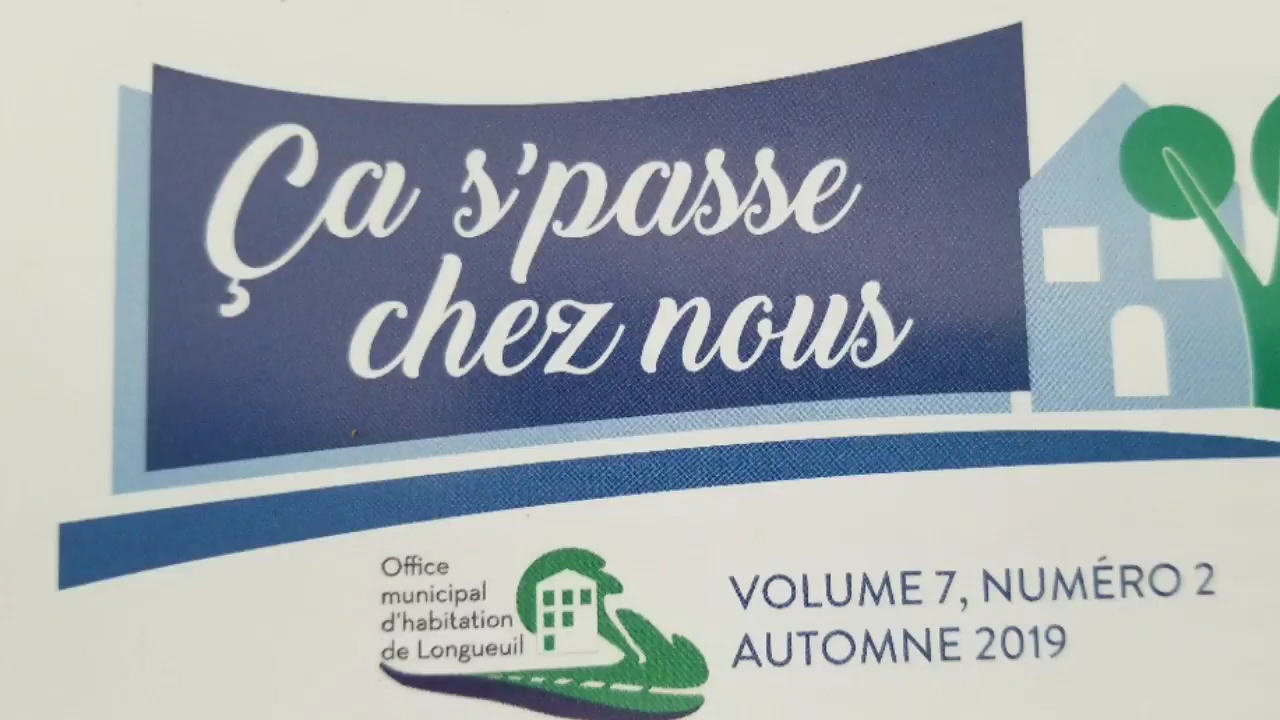 Ça s'passe
chez nous
Office
municipal
d'habitation
de Longueuil
VOLUME 7, NUMÉRO 2
AUTOMNE 2019